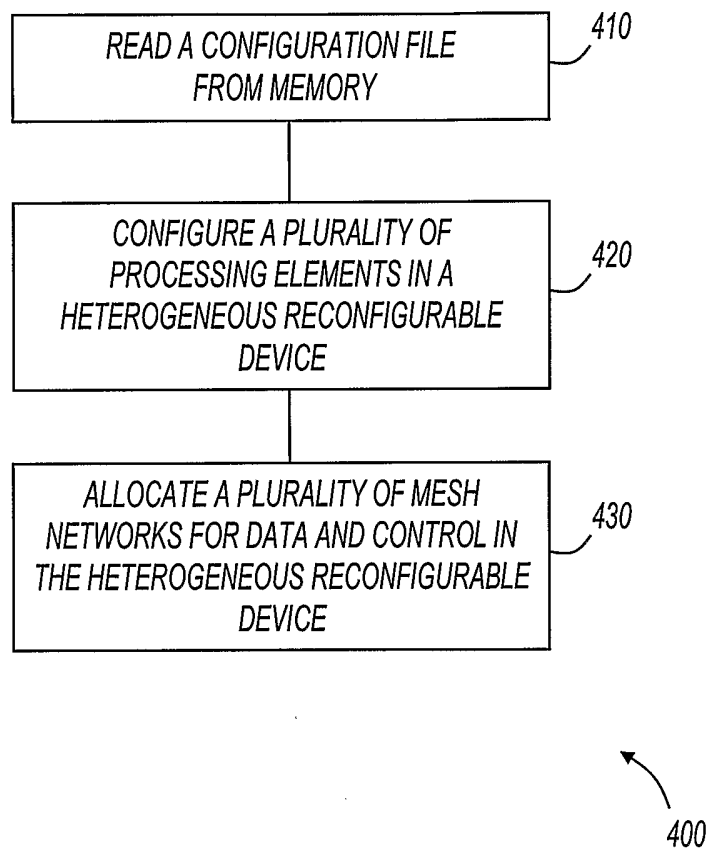 READ A CONFIGURATION FILE
FROM MEMORY
410
CONFIGURE A PLURALITY OF
PROCESSING ELEMENTS IN A
HETEROGENEOUS RECONFIGURABLE
DEVICE
420
ALLOCATE A PLURALITY OF MESH
NETWORKS FOR DATA AND CONTROL IN
THE HETEROGENEOUS RECONFIGURABLE
DEVICE
430
400